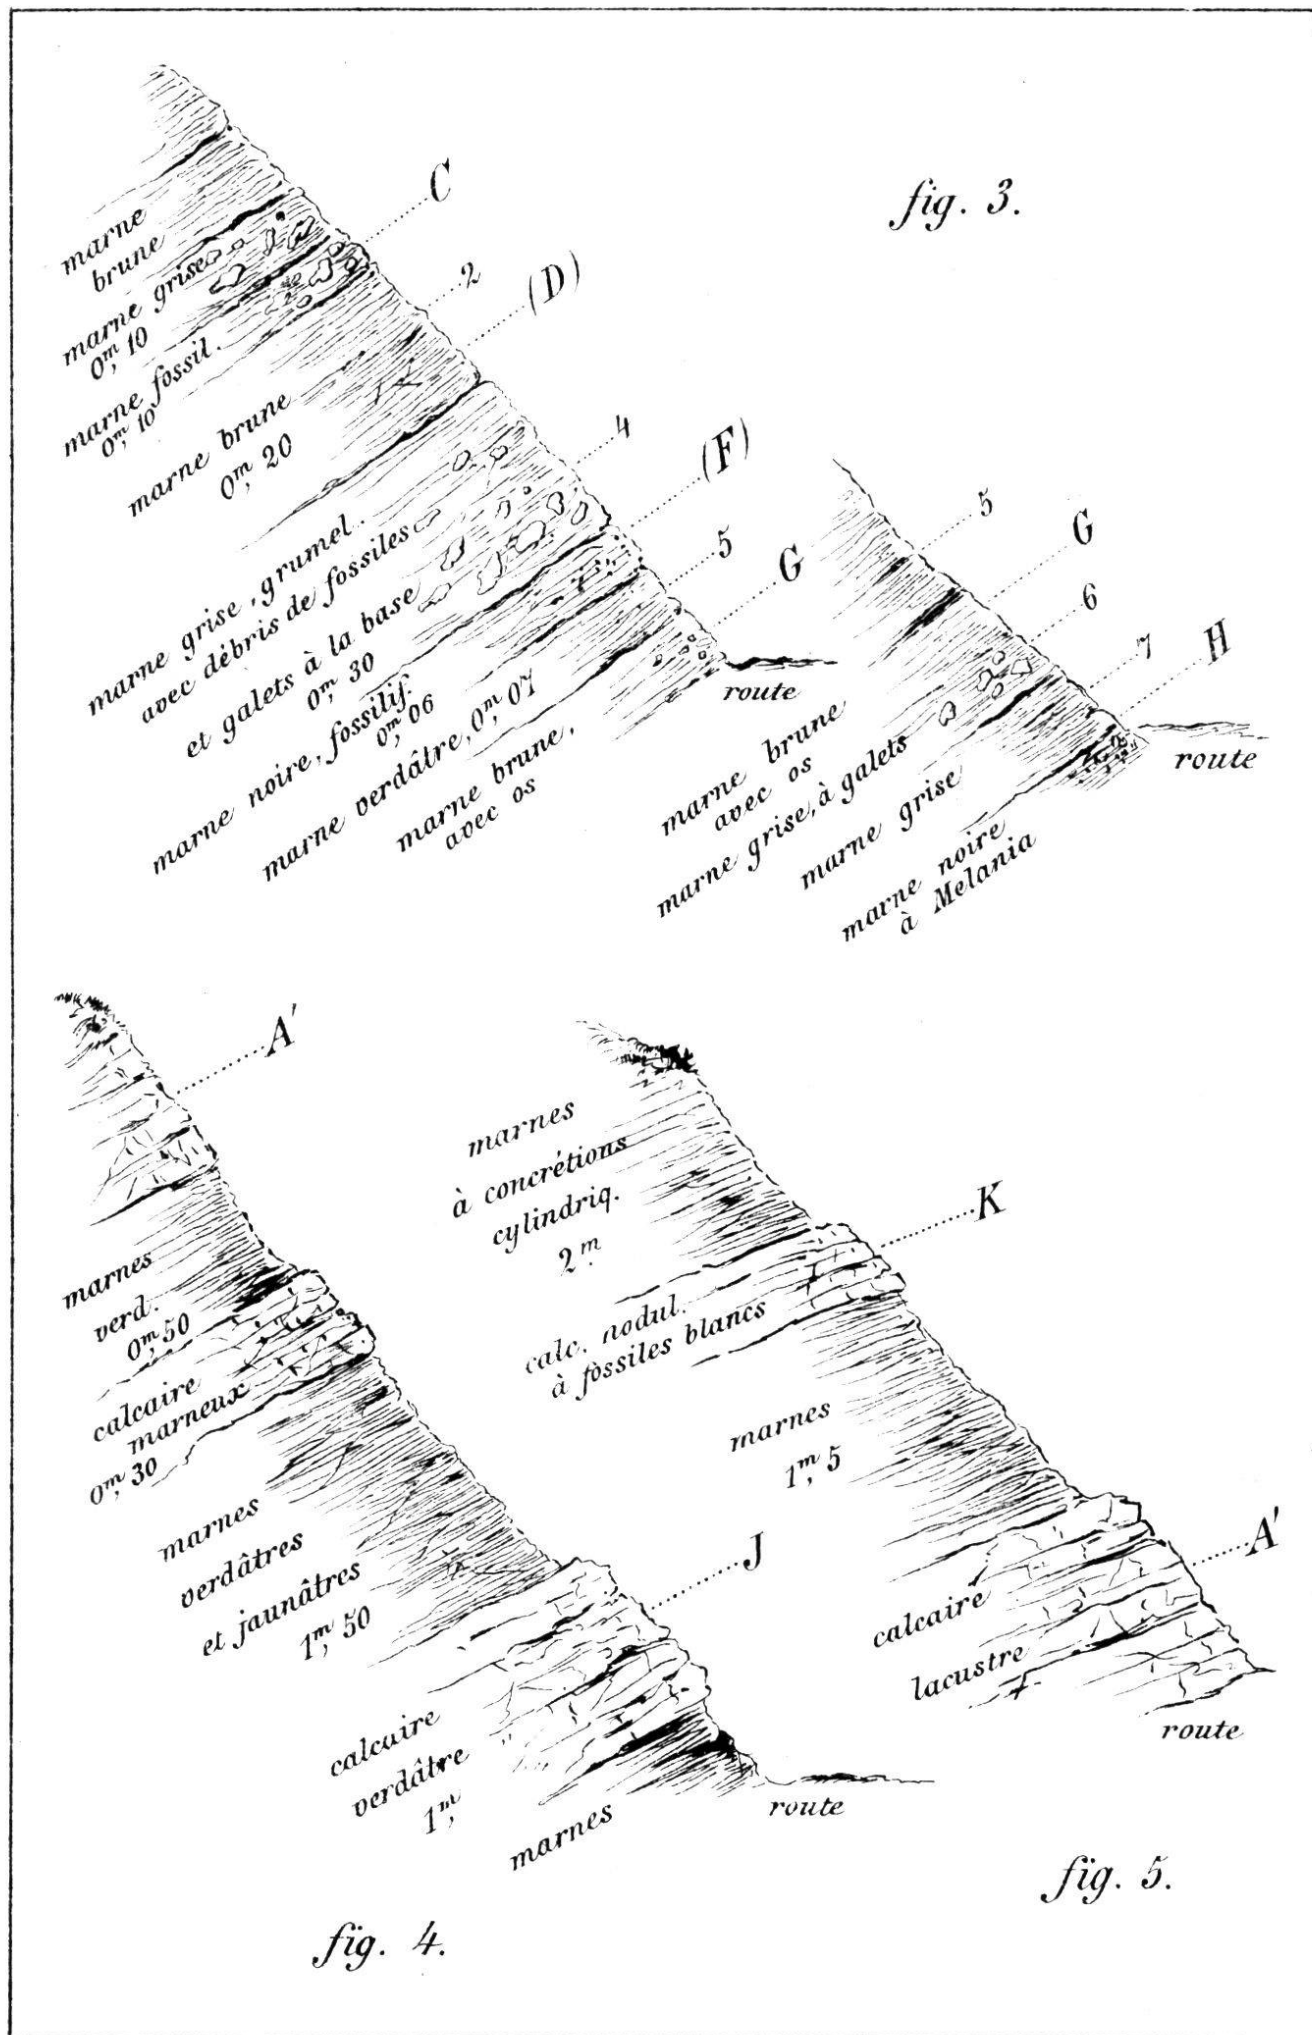 fig. 3.
C
2
(D)
4
(F)
5
G
marne
brune
marne grise
0m, 10
marne fossil.
0m, 10
marne brune
0m, 20
marne grise, grumel.
avec débris de fossiles
et galets à la base
0m, 30
marne noire, fossilif.
0m, 06
marne verdâtre, 0m, 07
marne brune,
avec os
route
5
G
6
7
H
marne brune
avec os
marne grise, à galets
marne grise
marne noire
à Melania
route
A'
marnes
verd.
0m, 50
calcaire
marneux
0m, 30
marnes
verdâtres
et jaunâtres
1m, 50
J
calcaire
verdâtre
1m,
marnes
route
fig. 4.
marnes
à concrétions
cylindriq.
2m
K
calc. nodul.
à fossiles blancs
marnes
1m, 5
A'
calcaire
lacustre
route
fig. 5.